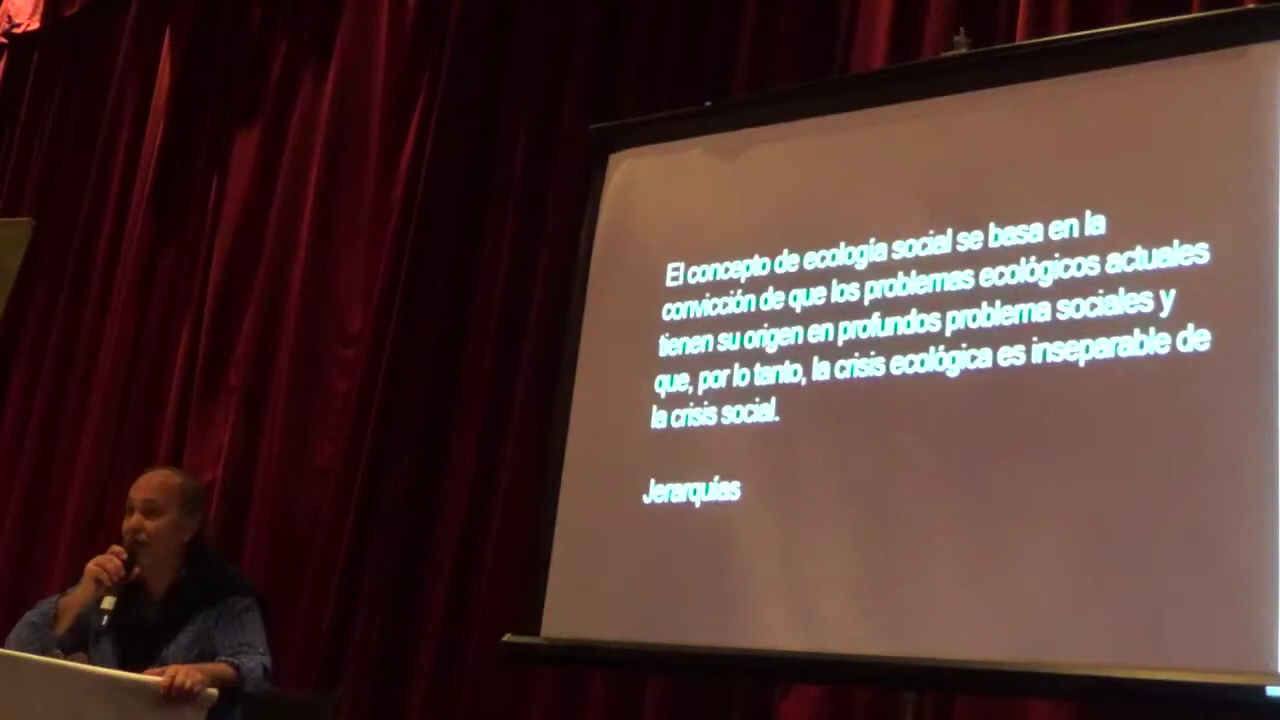 El concepto de ecología social se basa en la
convicción de que los problemas ecológicos actuales
tienen su origen en profundos problema sociales y
que, por lo tanto, la crisis ecológica es inseparable de
la crisis social.
Jerarquías